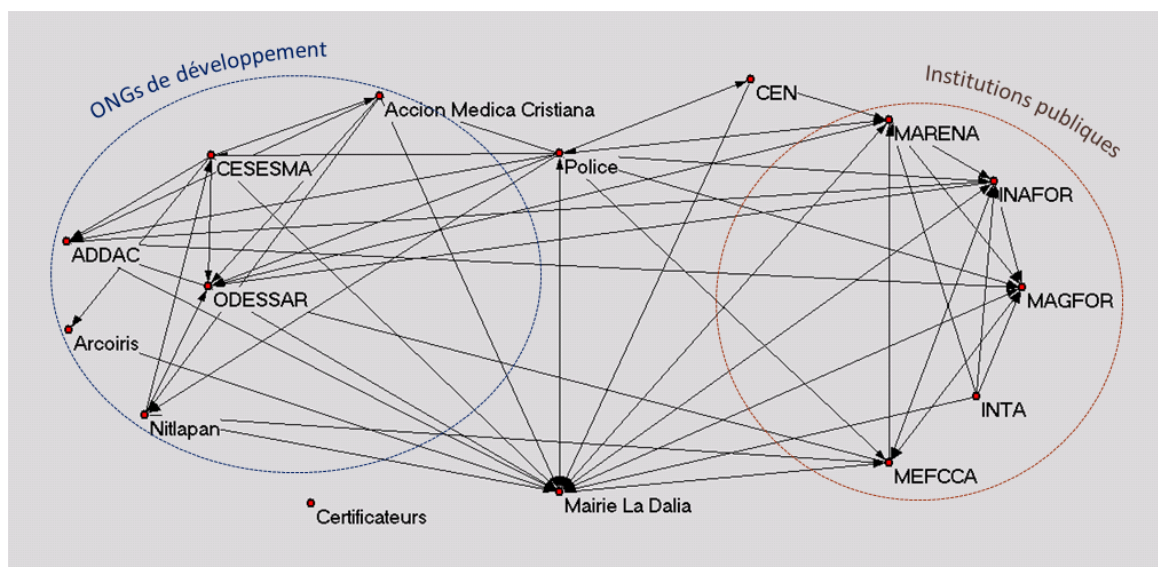 ONGs de développement
Institutions publiques
CEN
Accion Medica Cristiana
MARENA
CESESMA
Police
INAFOR
ADDAC
ODESSAR
MAGFOR
Arcoiris
INTA
Nitlapan
MEFCCA
Mairie La Dalia
Certificateurs